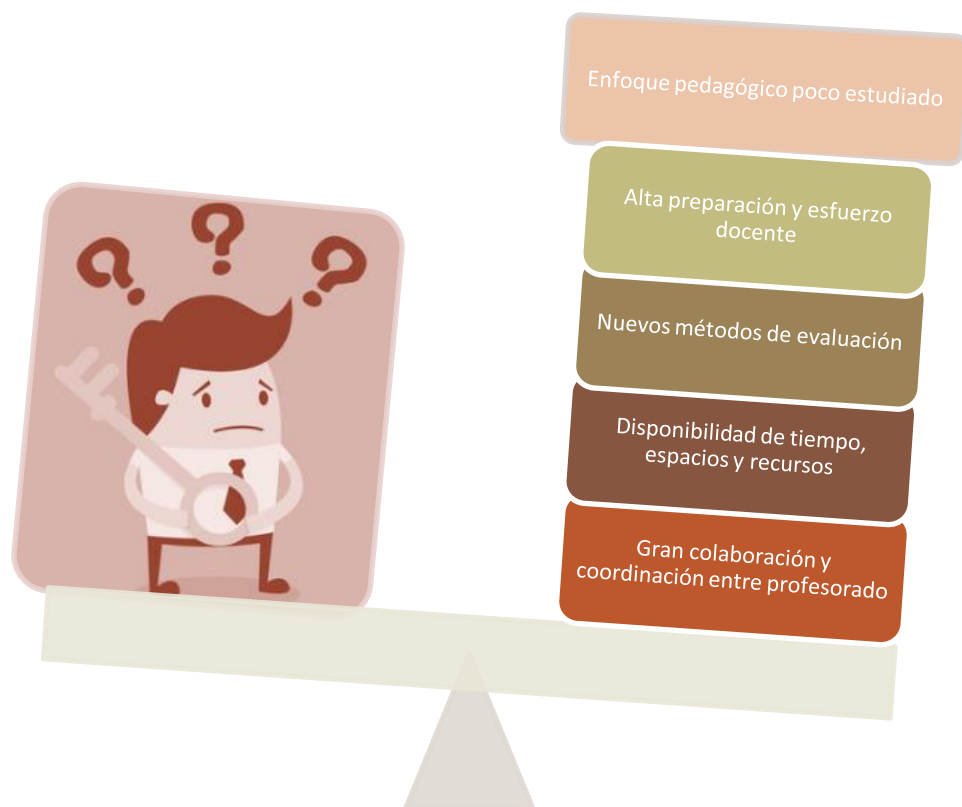 Enfoque pedagógico poco estudiado
Alta preparación y esfuerzo
docente
Nuevos métodos de evaluación
Disponibilidad de tiempo,
espacios y recursos
Gran colaboración y
coordinación entre profesorado